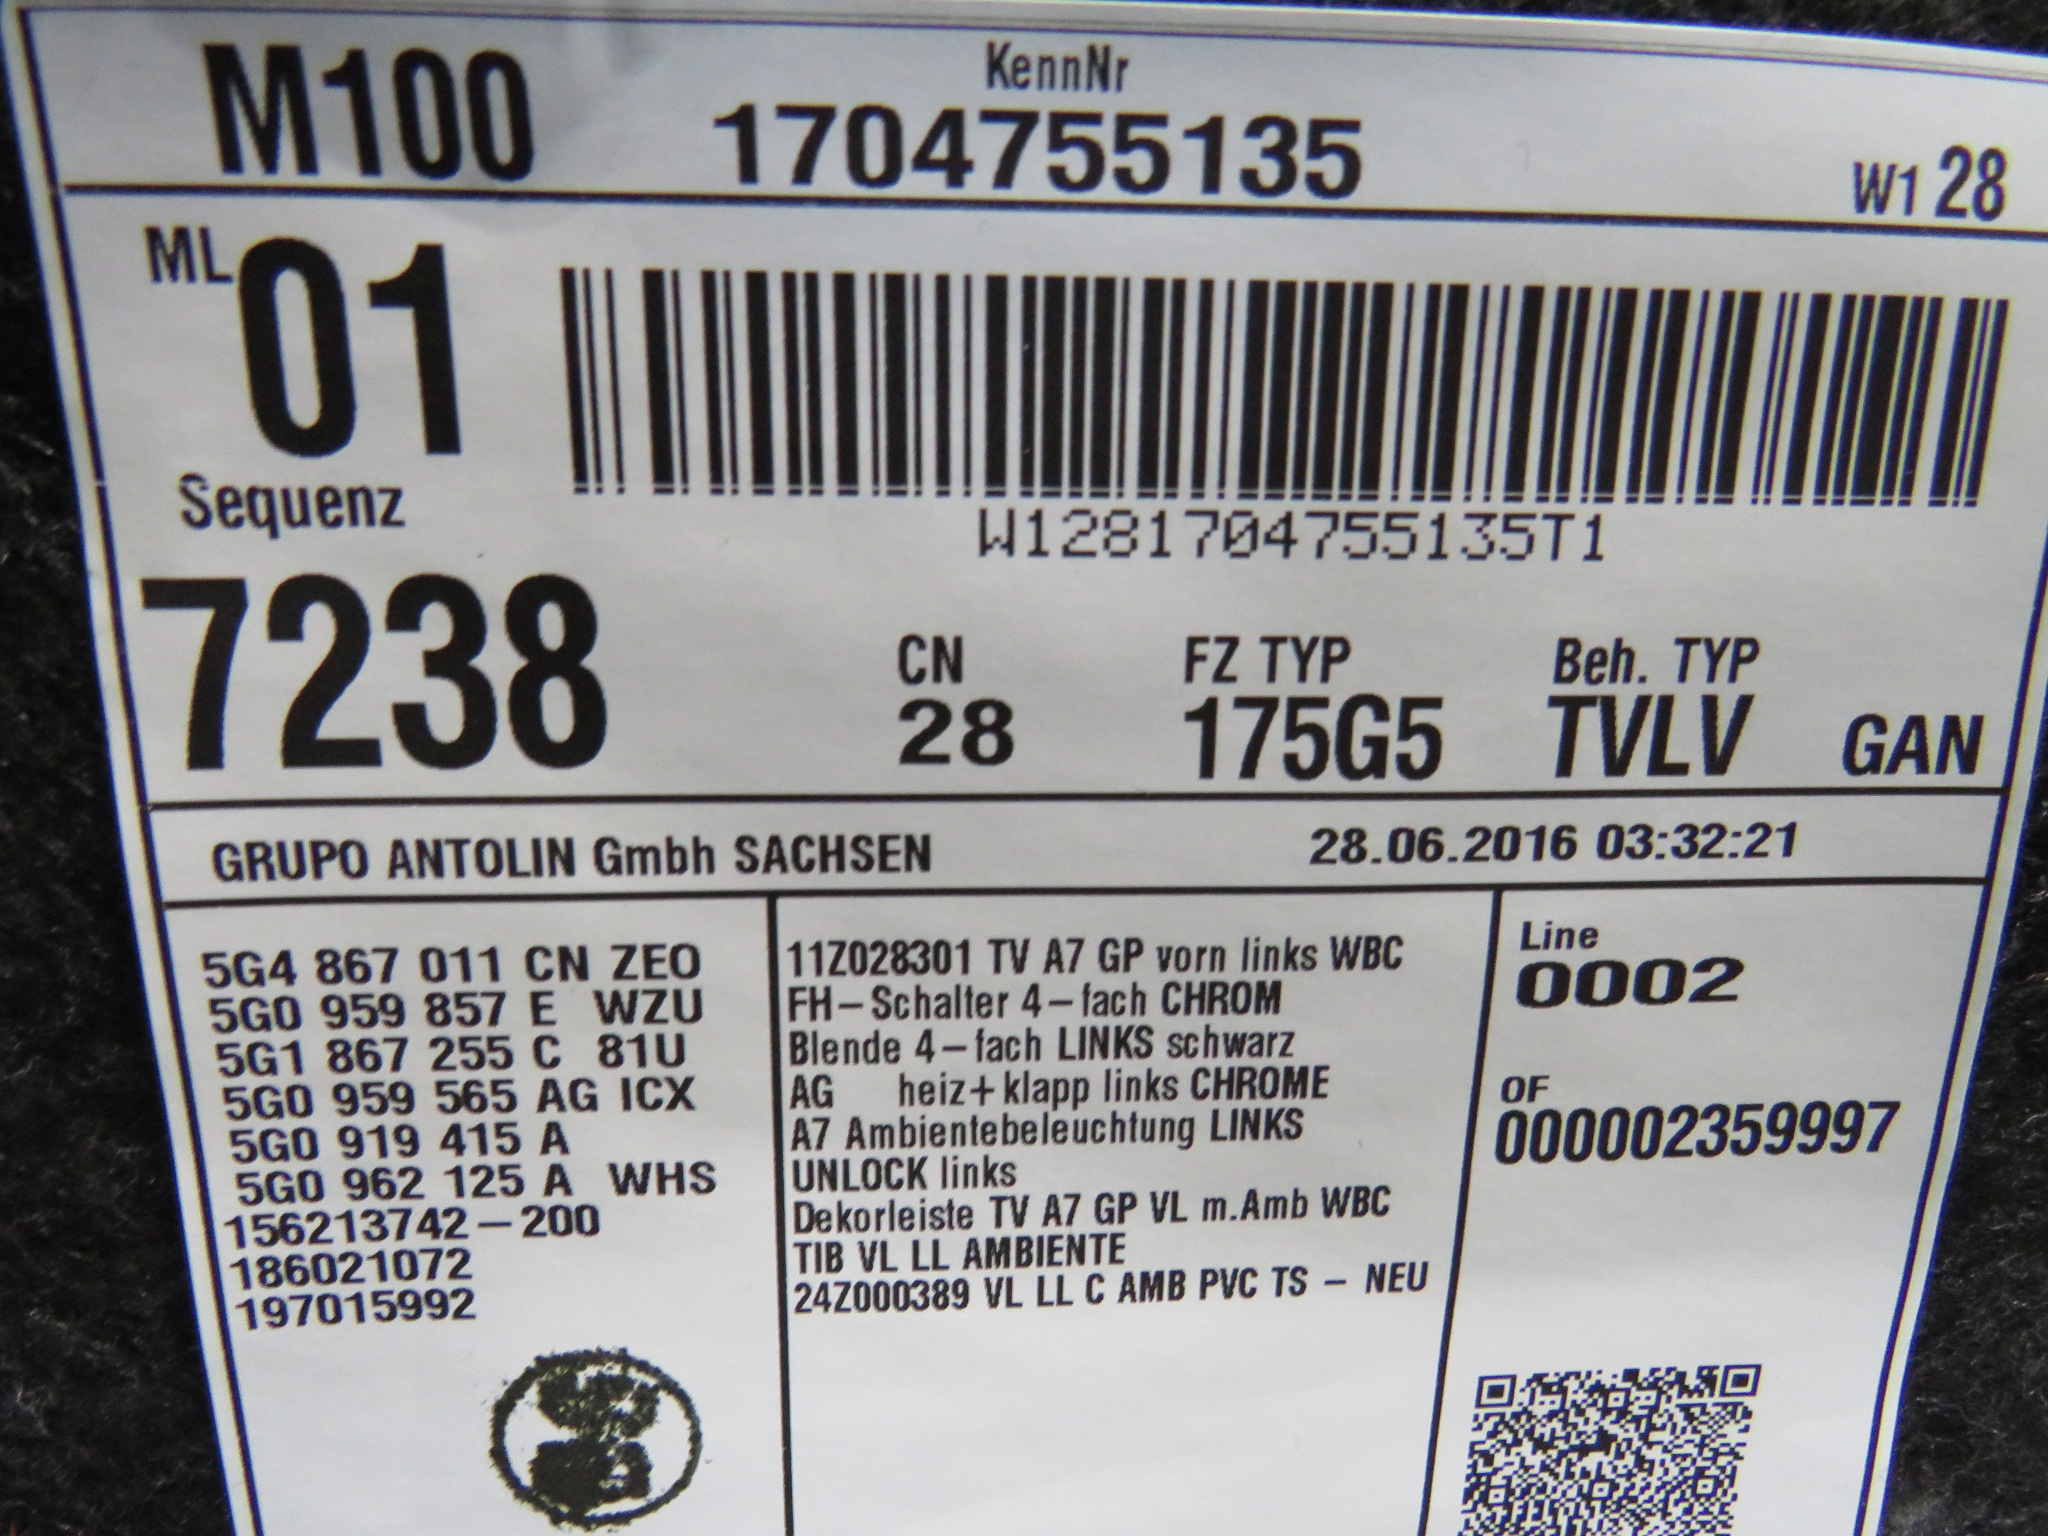 M100
KennNr
1704755135
W1 28
ML 01
Sequenz
7238
W1281704755135T1
CN
28
FZ TYP
175G5
Beh. TYP
TVLV
GAN
GRUPO ANTOLIN Gmbh SACHSEN
28.06.2016 03:32:21
5G4 867 011 CN ZEO
5G0 959 857 E WZU
5G1 867 255 C 81U
5G0 959 565 AG ICX
5G0 919 415 A
5G0 962 125 A WHS
156213742-200
186021072
197015992
11Z028301 TV A7 GP vorn links WBC
FH-Schalter 4-fach CHROM
Blende 4-fach LINKS schwarz
AG heiz+klapp links CHROME
A7 Ambientebeleuchtung LINKS
UNLOCK links
Dekorleiste TV A7 GP VL m.Amb WBC
TIB VL LL AMBIENTE
24Z000389 VL LL C AMB PVC TS - NEU
Line
0002
OF
000002359997